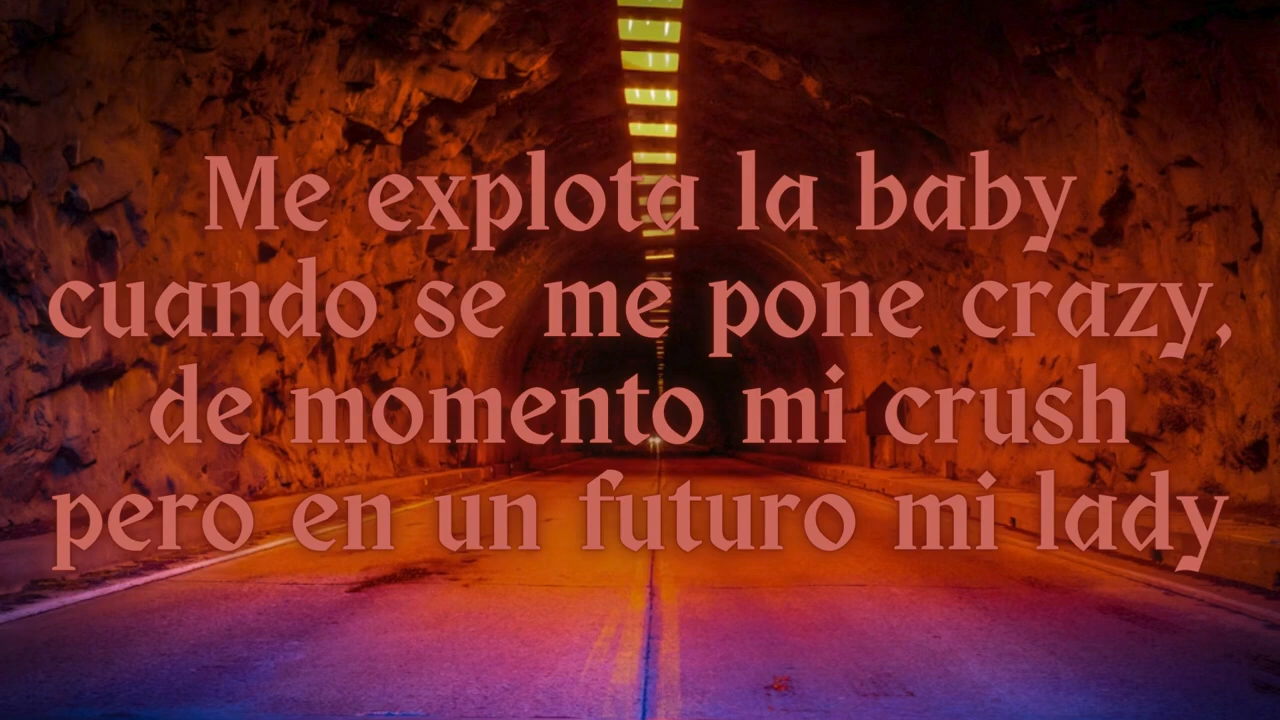 Me explota la baby
cuando se me pone crazy,
de momento mi crush
pero en un futuro mi lady